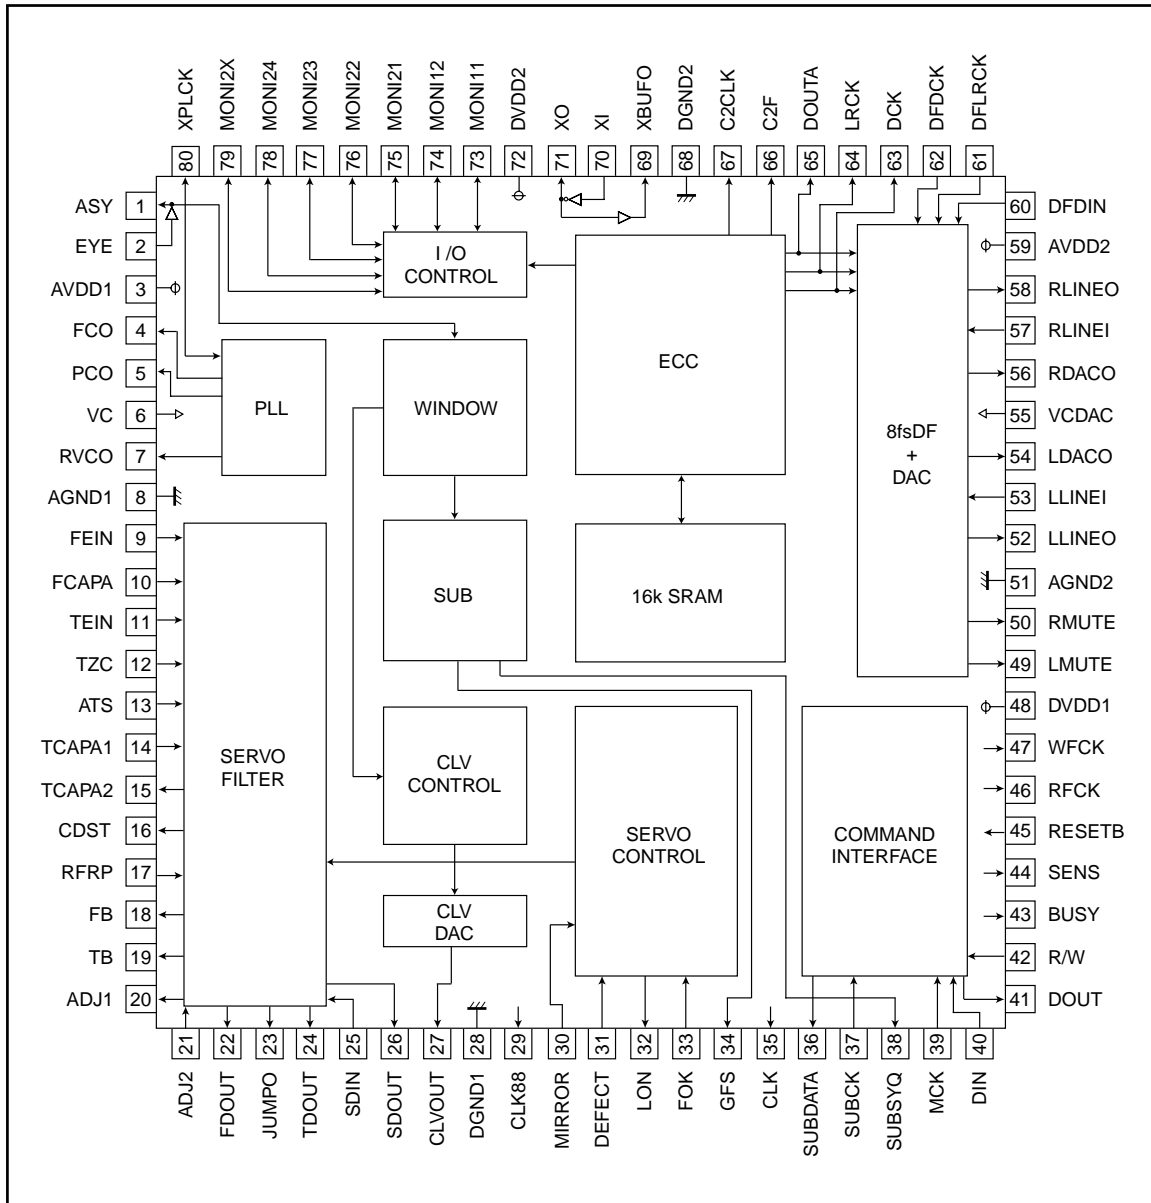 XPLCK
MONI2X
MONI24
MONI23
MONI22
MONI21
MONI12
MONI11
DVDD2
XO
XI
XBUFO
DGND2
C2CLK
C2F
DOUTA
LRCK
DCK
DFDCK
DFLRCK
80
79
78
77
76
75
74
73
72
71
70
69
68
67
66
65
64
63
62
61
ASY 1
EYE 2
AVDD1 3
FCO 4
PCO 5
VC 6
RVCO 7
AGND1 8
FEIN 9
FCAPA 10
TEIN 11
TZC 12
ATS 13
TCAPA1 14
TCAPA2 15
CDST 16
RFRP 17
FB 18
TB 19
ADJ1 20
I /O
CONTROL
PLL
WINDOW
ECC
8fsDF
+
DAC
SUB
16k SRAM
SERVO
FILTER
CLV
CONTROL
SERVO
CONTROL
COMMAND
INTERFACE
CLV
DAC
60 DFDIN
59 AVDD2
58 RLINEO
57 RLINEI
56 RDACO
55 VCDAC
54 LDACO
53 LLINEI
52 LLINEO
51 AGND2
50 RMUTE
49 LMUTE
48 DVDD1
47 WFCK
46 RFCK
45 RESETB
44 SENS
43 BUSY
42 R/W
41 DOUT
21
22
23
24
25
26
27
28
29
30
31
32
33
34
35
36
37
38
39
40
ADJ2
FDOUT
JUMPO
TDOUT
SDIN
SDOUT
CLVOUT
DGND1
CLK88
MIRROR
DEFECT
LON
FOK
GFS
CLK
SUBDATA
SUBCK
SUBSYQ
MCK
DIN